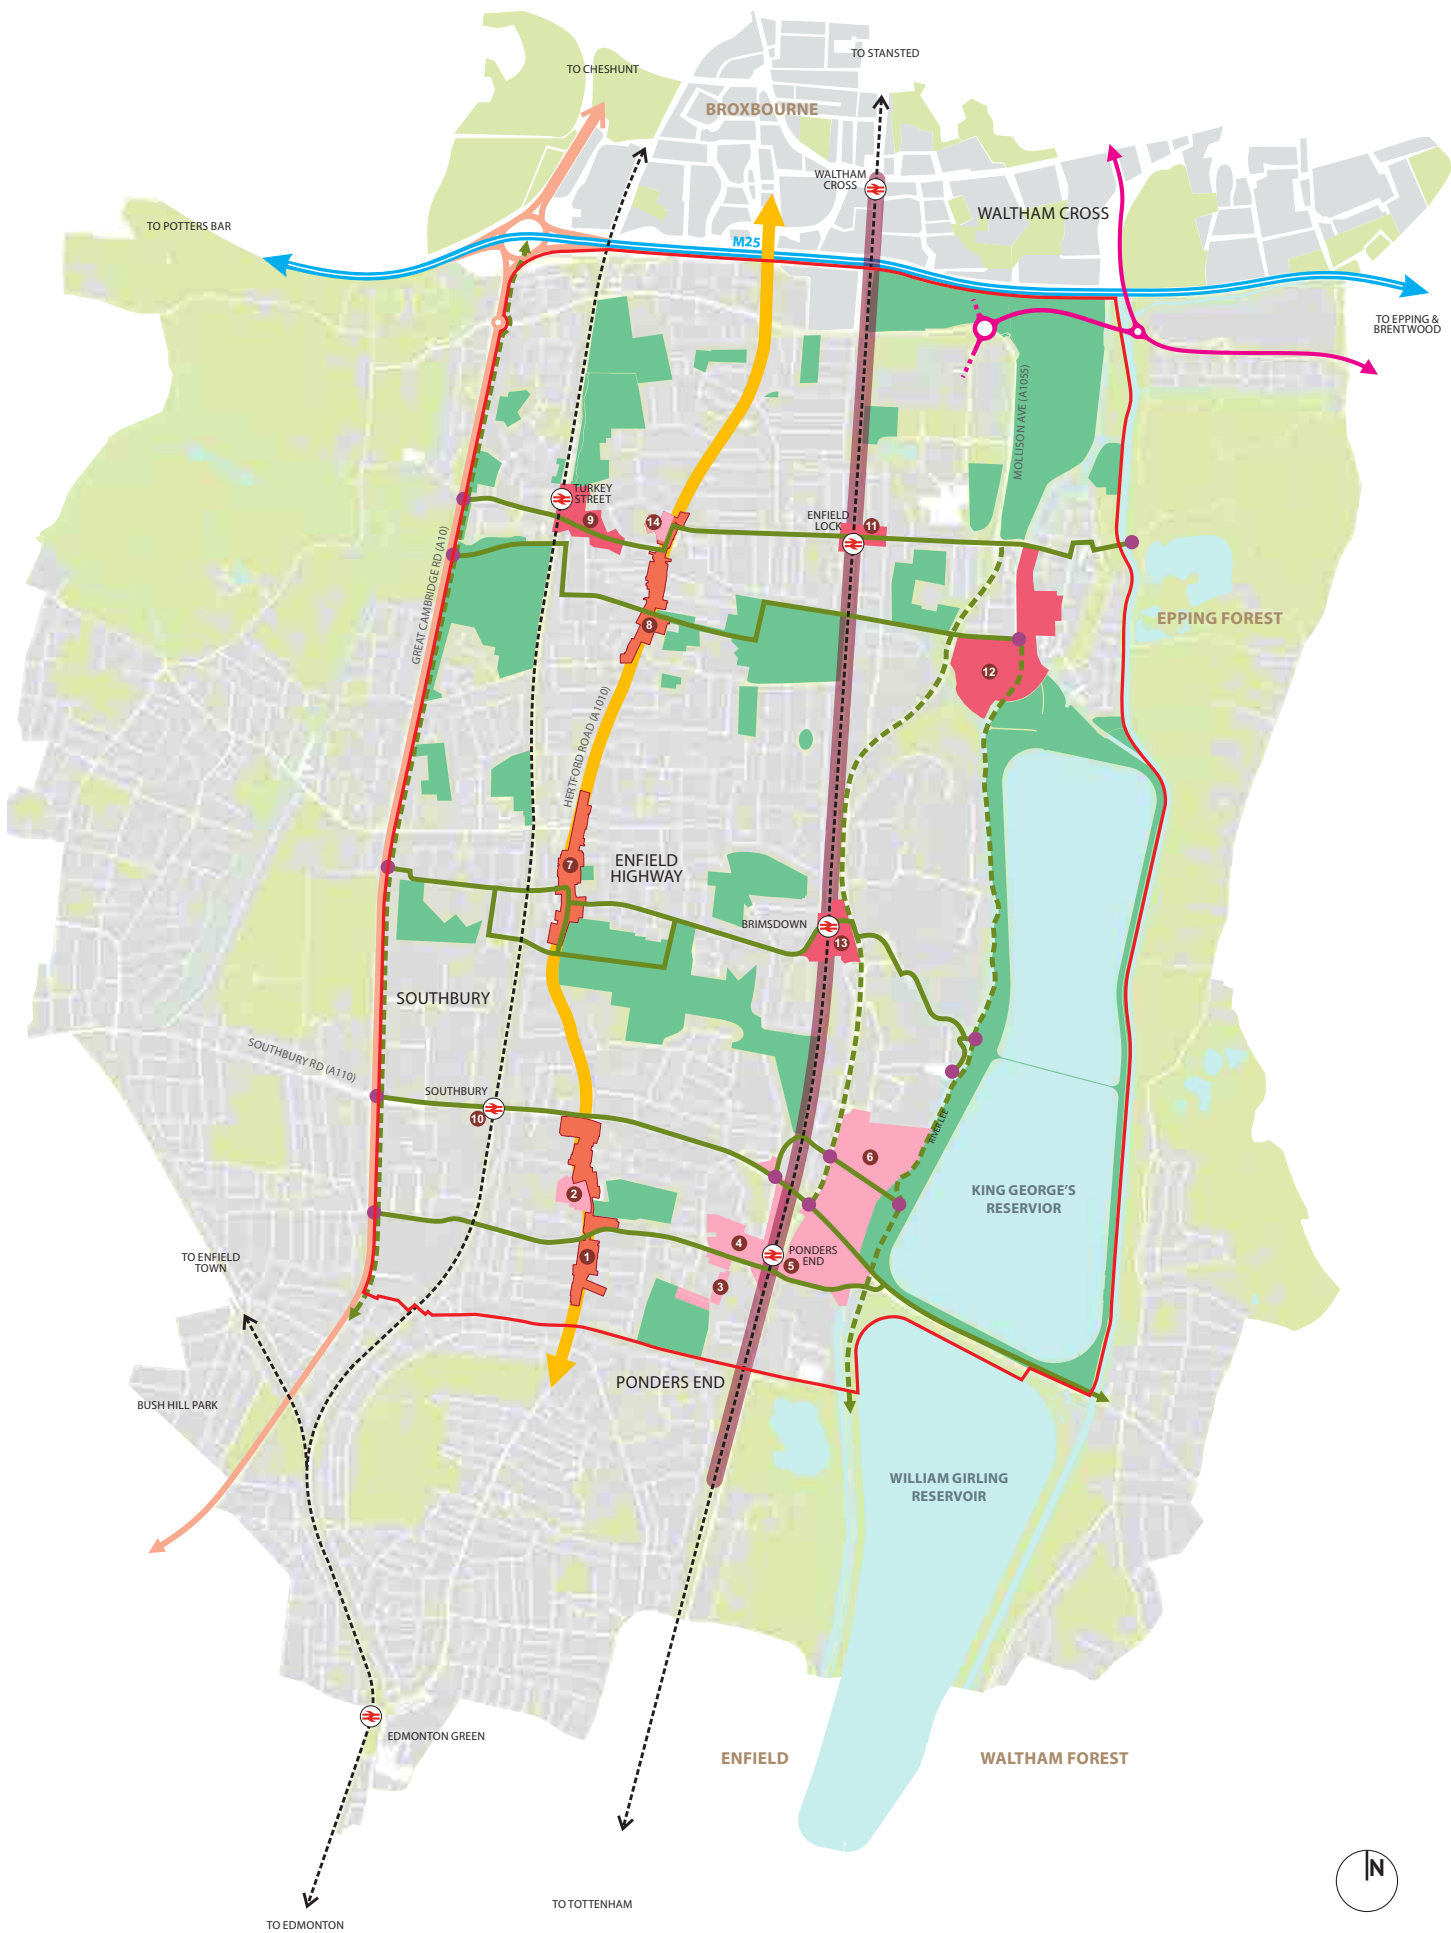 TO STANSTED
TO CHESHUNT
BROXBOURNE
WALTHAM
CROSS
WALTHAM CROSS
TO POTTERS BAR
M25
TO EPPING &
BRENTWOOD
MOLLISON AVE (A1055)
TURKEY
STREET
9
14
ENFIELD
LOCK
11
GREAT CAMBRIDGE RD (A10)
8
EPPING FOREST
12
HERTFORD ROAD (A1010)
7
ENFIELD
HIGHWAY
BRIMSDOWN
13
SOUTHBURY
SOUTHBURY RD (A110)
SOUTHBURY
10
RIVER LEE
6
2
KING GEORGE'S
RESERVIOR
4
PONDERS
END
5
1
3
TO ENFIELD
TOWN
PONDERS END
BUSH HILL PARK
WILLIAM GIRLING
RESERVOIR
EDMONTON GREEN
ENFIELD
WALTHAM FOREST
N
TO TOTTENHAM
TO EDMONTON